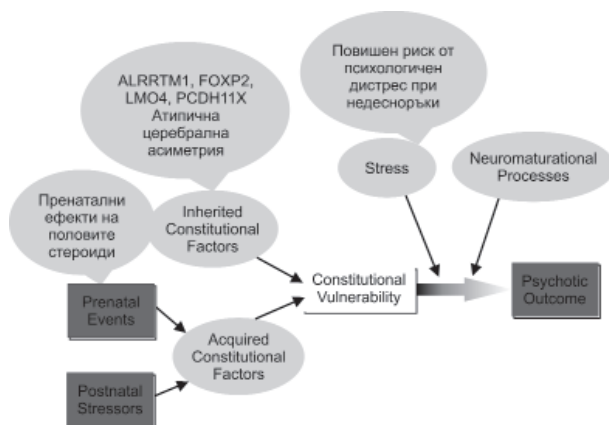 ALRRTM1, FOXP2,
LMO4, PCDH11X
Атипична
церебрална
асиметрия
Повишен риск от
психологичен
дистрес при
недесноръки
Stress
Neuromaturational
Processes
Пренатални
ефекти на
половите
стероиди
Inherited
Constitutional
Factors
Prenatal
Events
Constitutional
Vulnerability
Psychotic
Outcome
Acquired
Constitutional
Factors
Postnatal
Stressors